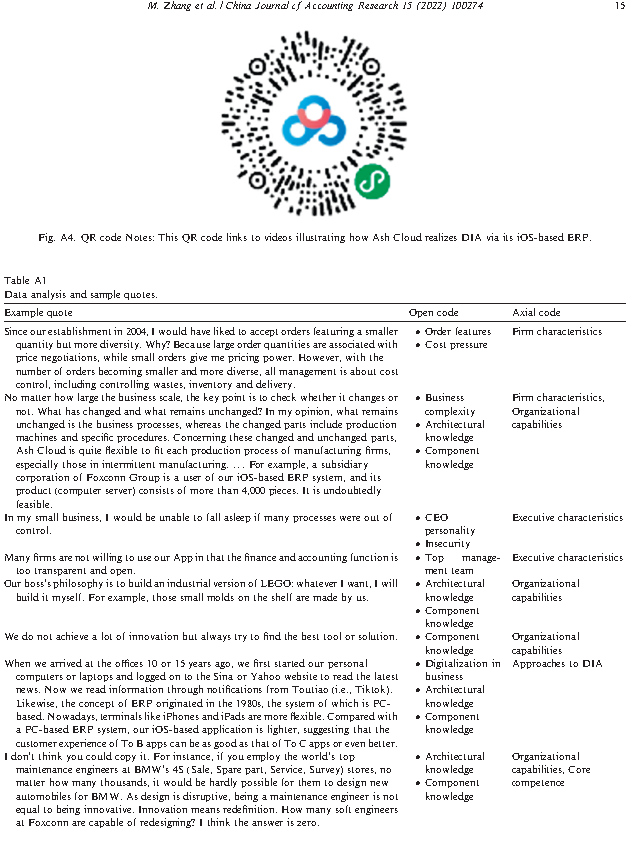 M. Zhang et al. / China Journal of Accounting Research 15 (2022) 100274
15
Fig. A4. QR code Notes: This QR code links to videos illustrating how Ash Cloud realizes DIA via its iOS-based ERP.
Table A1
Data analysis and sample quotes.
Example quote
Open code
Axial code
Since our establishment in 2004, I would have liked to accept orders featuring a smaller
quantity but more diversity. Why? Because large order quantities are associated with
price negotiations, while small orders give me pricing power. However, with the
number of orders becoming smaller and more diverse, all management is about cost
control, including controlling wastes, inventory and delivery.
• Order features
• Cost pressure
Firm characteristics
No matter how large the business scale, the key point is to check whether it changes or
not. What has changed and what remains unchanged? In my opinion, what remains
unchanged is the business processes, whereas the changed parts include production
machines and specific procedures. Concerning these changed and unchanged parts,
Ash Cloud is quite flexible to fit each production process of manufacturing firms,
especially those in intermittent manufacturing. … For example, a subsidiary
corporation of Foxconn Group is a user of our iOS-based ERP system, and its
product (computer server) consists of more than 4,000 pieces. It is undoubtedly
feasible.
• Business
complexity
• Architectural
knowledge
• Component
knowledge
Firm characteristics,
Organizational
capabilities
In my small business, I would be unable to fall asleep if many processes were out of
control.
• CEO
personality
• Insecurity
Executive characteristics
Many firms are not willing to use our App in that the finance and accounting function is
too transparent and open.
• Top manage-
ment team
Executive characteristics
Our boss's philosophy is to build an industrial version of LEGO: whatever I want, I will
build it myself. For example, those small molds on the shelf are made by us.
• Architectural
knowledge
• Component
knowledge
Organizational
capabilities
We do not achieve a lot of innovation but always try to find the best tool or solution.
• Component
knowledge
Organizational
capabilities
When we arrived at the offices 10 or 15 years ago, we first started our personal
computers or laptops and logged on to the Sina or Yahoo website to read the latest
news. Now we read information through notifications from Toutiao (i.e., Tiktok).
Likewise, the concept of ERP originated in the 1980s, the system of which is PC-
based. Nowadays, terminals like iPhones and iPads are more flexible. Compared with
a PC-based ERP system, our iOS-based application is lighter, suggesting that the
customer experience of To B apps can be as good as that of To C apps or even better.
• Digitalization in
business
• Architectural
knowledge
• Component
knowledge
Approaches to DIA
I don't think you could copy it. For instance, if you employ the world's top
maintenance engineers at BMW's 4S (Sale, Spare part, Service, Survey) stores, no
matter how many thousands, it would be hardly possible for them to design new
automobiles for BMW. As design is disruptive, being a maintenance engineer is not
equal to being innovative. Innovation means redefinition. How many soft engineers
at Foxconn are capable of redesigning? I think the answer is zero.
• Architectural
knowledge
• Component
knowledge
Organizational
capabilities, Core
competence